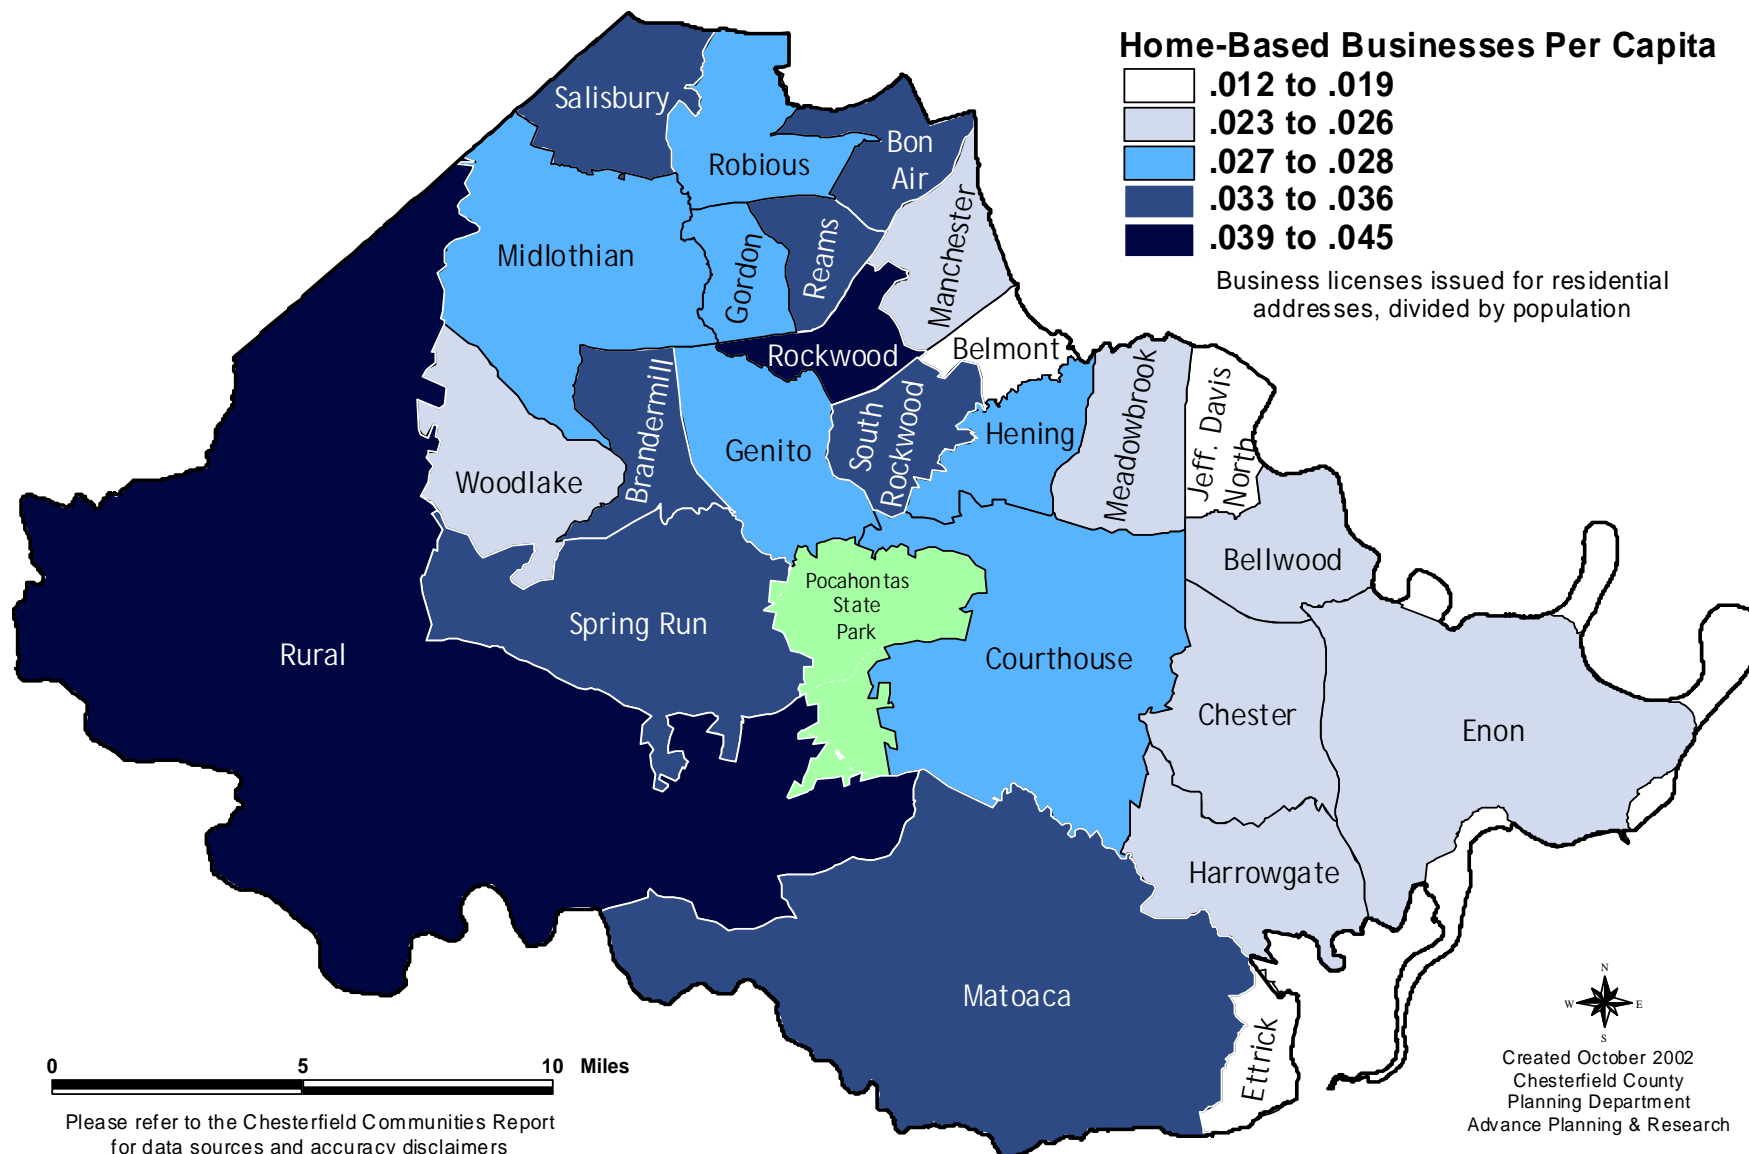 Home-Based Businesses Per Capita
.012 to .019
.023 to .026
.027 to .028
.033 to .036
.039 to .045
Business licenses issued for residential
addresses, divided by population
Salisbury
Robious
Bon
Air
Midlothian
Gordon
Reams
Manchester
Rockwood
Belmont
Brandermill
Genito
South
Rockwood
Hening
Meadowbrook
Jeff. Davis
North
Woodlake
Bellwood
Pocahontas
State
Park
Spring Run
Rural
Courthouse
Chester
Enon
Harrowgate
Matoaca
Ettrick
N
W
E
S
0
5
10
Miles
Please refer to the Chesterfield Communities Report
for data sources and accuracy disclaimers
Created October 2002
Chesterfield County
Planning Department
Advance Planning & Research